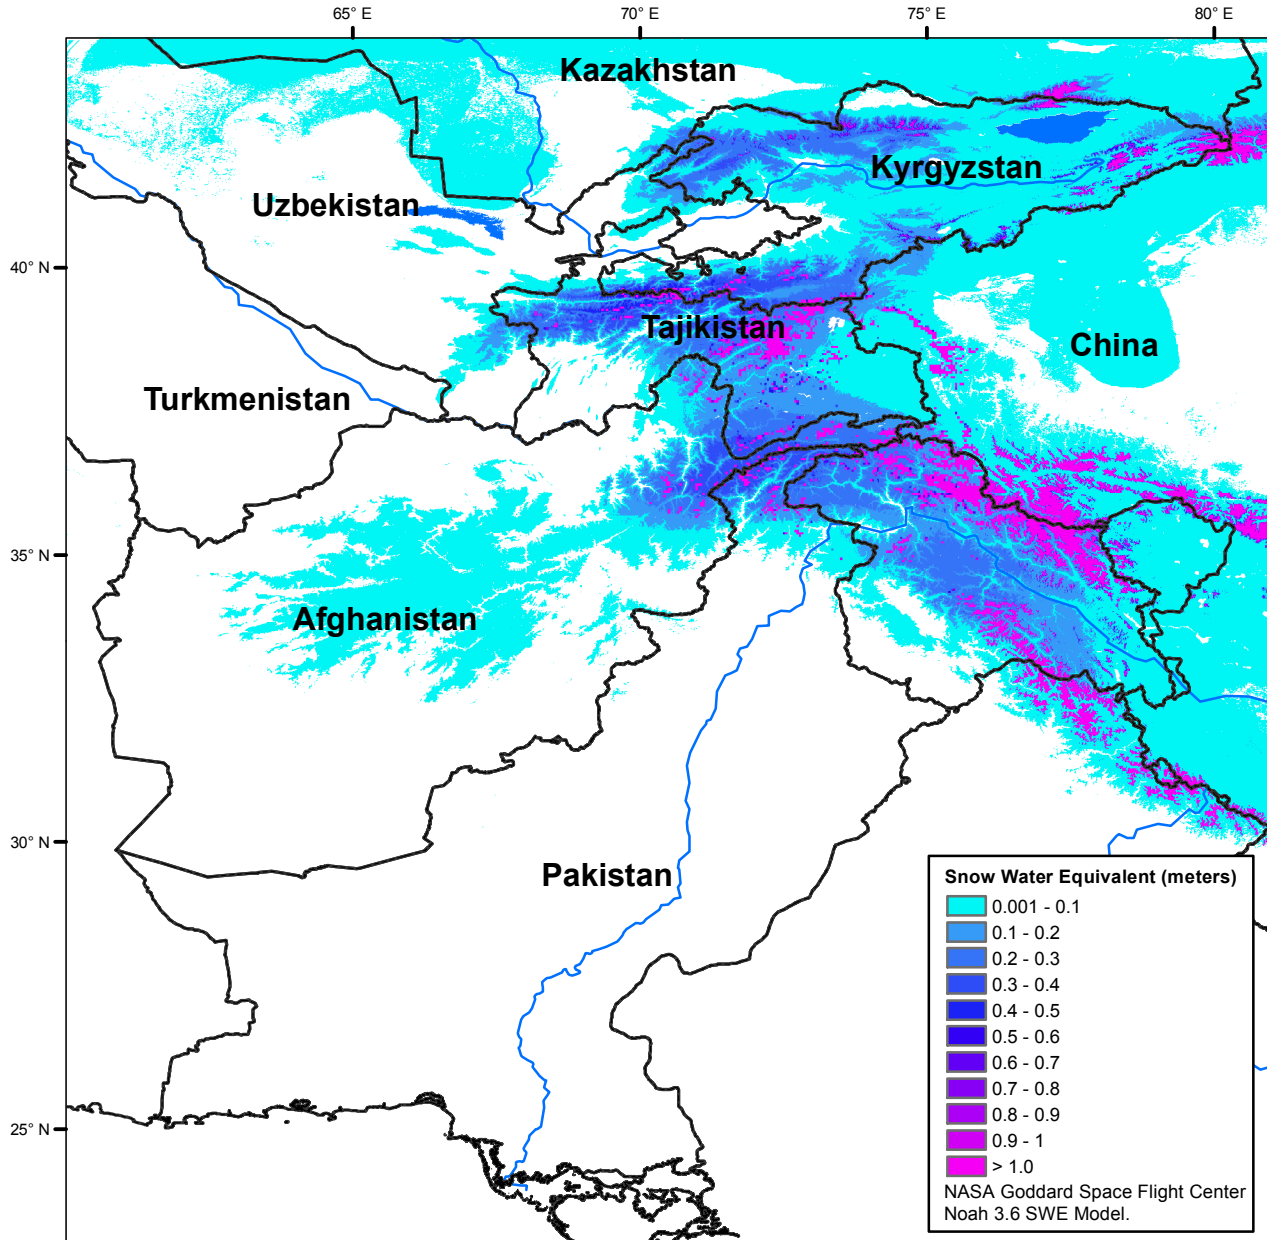 65° E
70° E
75° E
80° E
Kazakhstan
Kyrgyzstan
Uzbekistan
40° N
Tajikistan
China
Turkmenistan
35° N
Afghanistan
30° N
Pakistan
25° N
Snow Water Equivalent (meters)
0.001 - 0.1
0.1 - 0.2
0.2 - 0.3
0.3 - 0.4
0.4 - 0.5
0.5 - 0.6
0.6 - 0.7
0.7 - 0.8
0.8 - 0.9
0.9 - 1
> 1.0
NASA Goddard Space Flight Center
Noah 3.6 SWE Model.